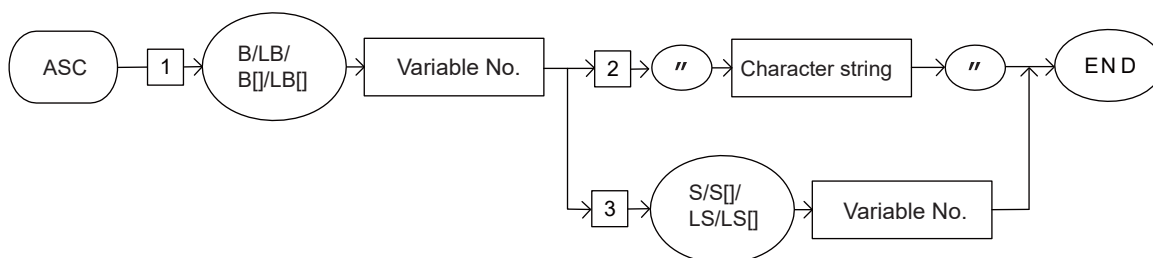 ASC
1
B/LB/
B[]/LB[]
Variable No.
2
"
Character string
"
END
3
S/S[]/
LS/LS[]
Variable No.